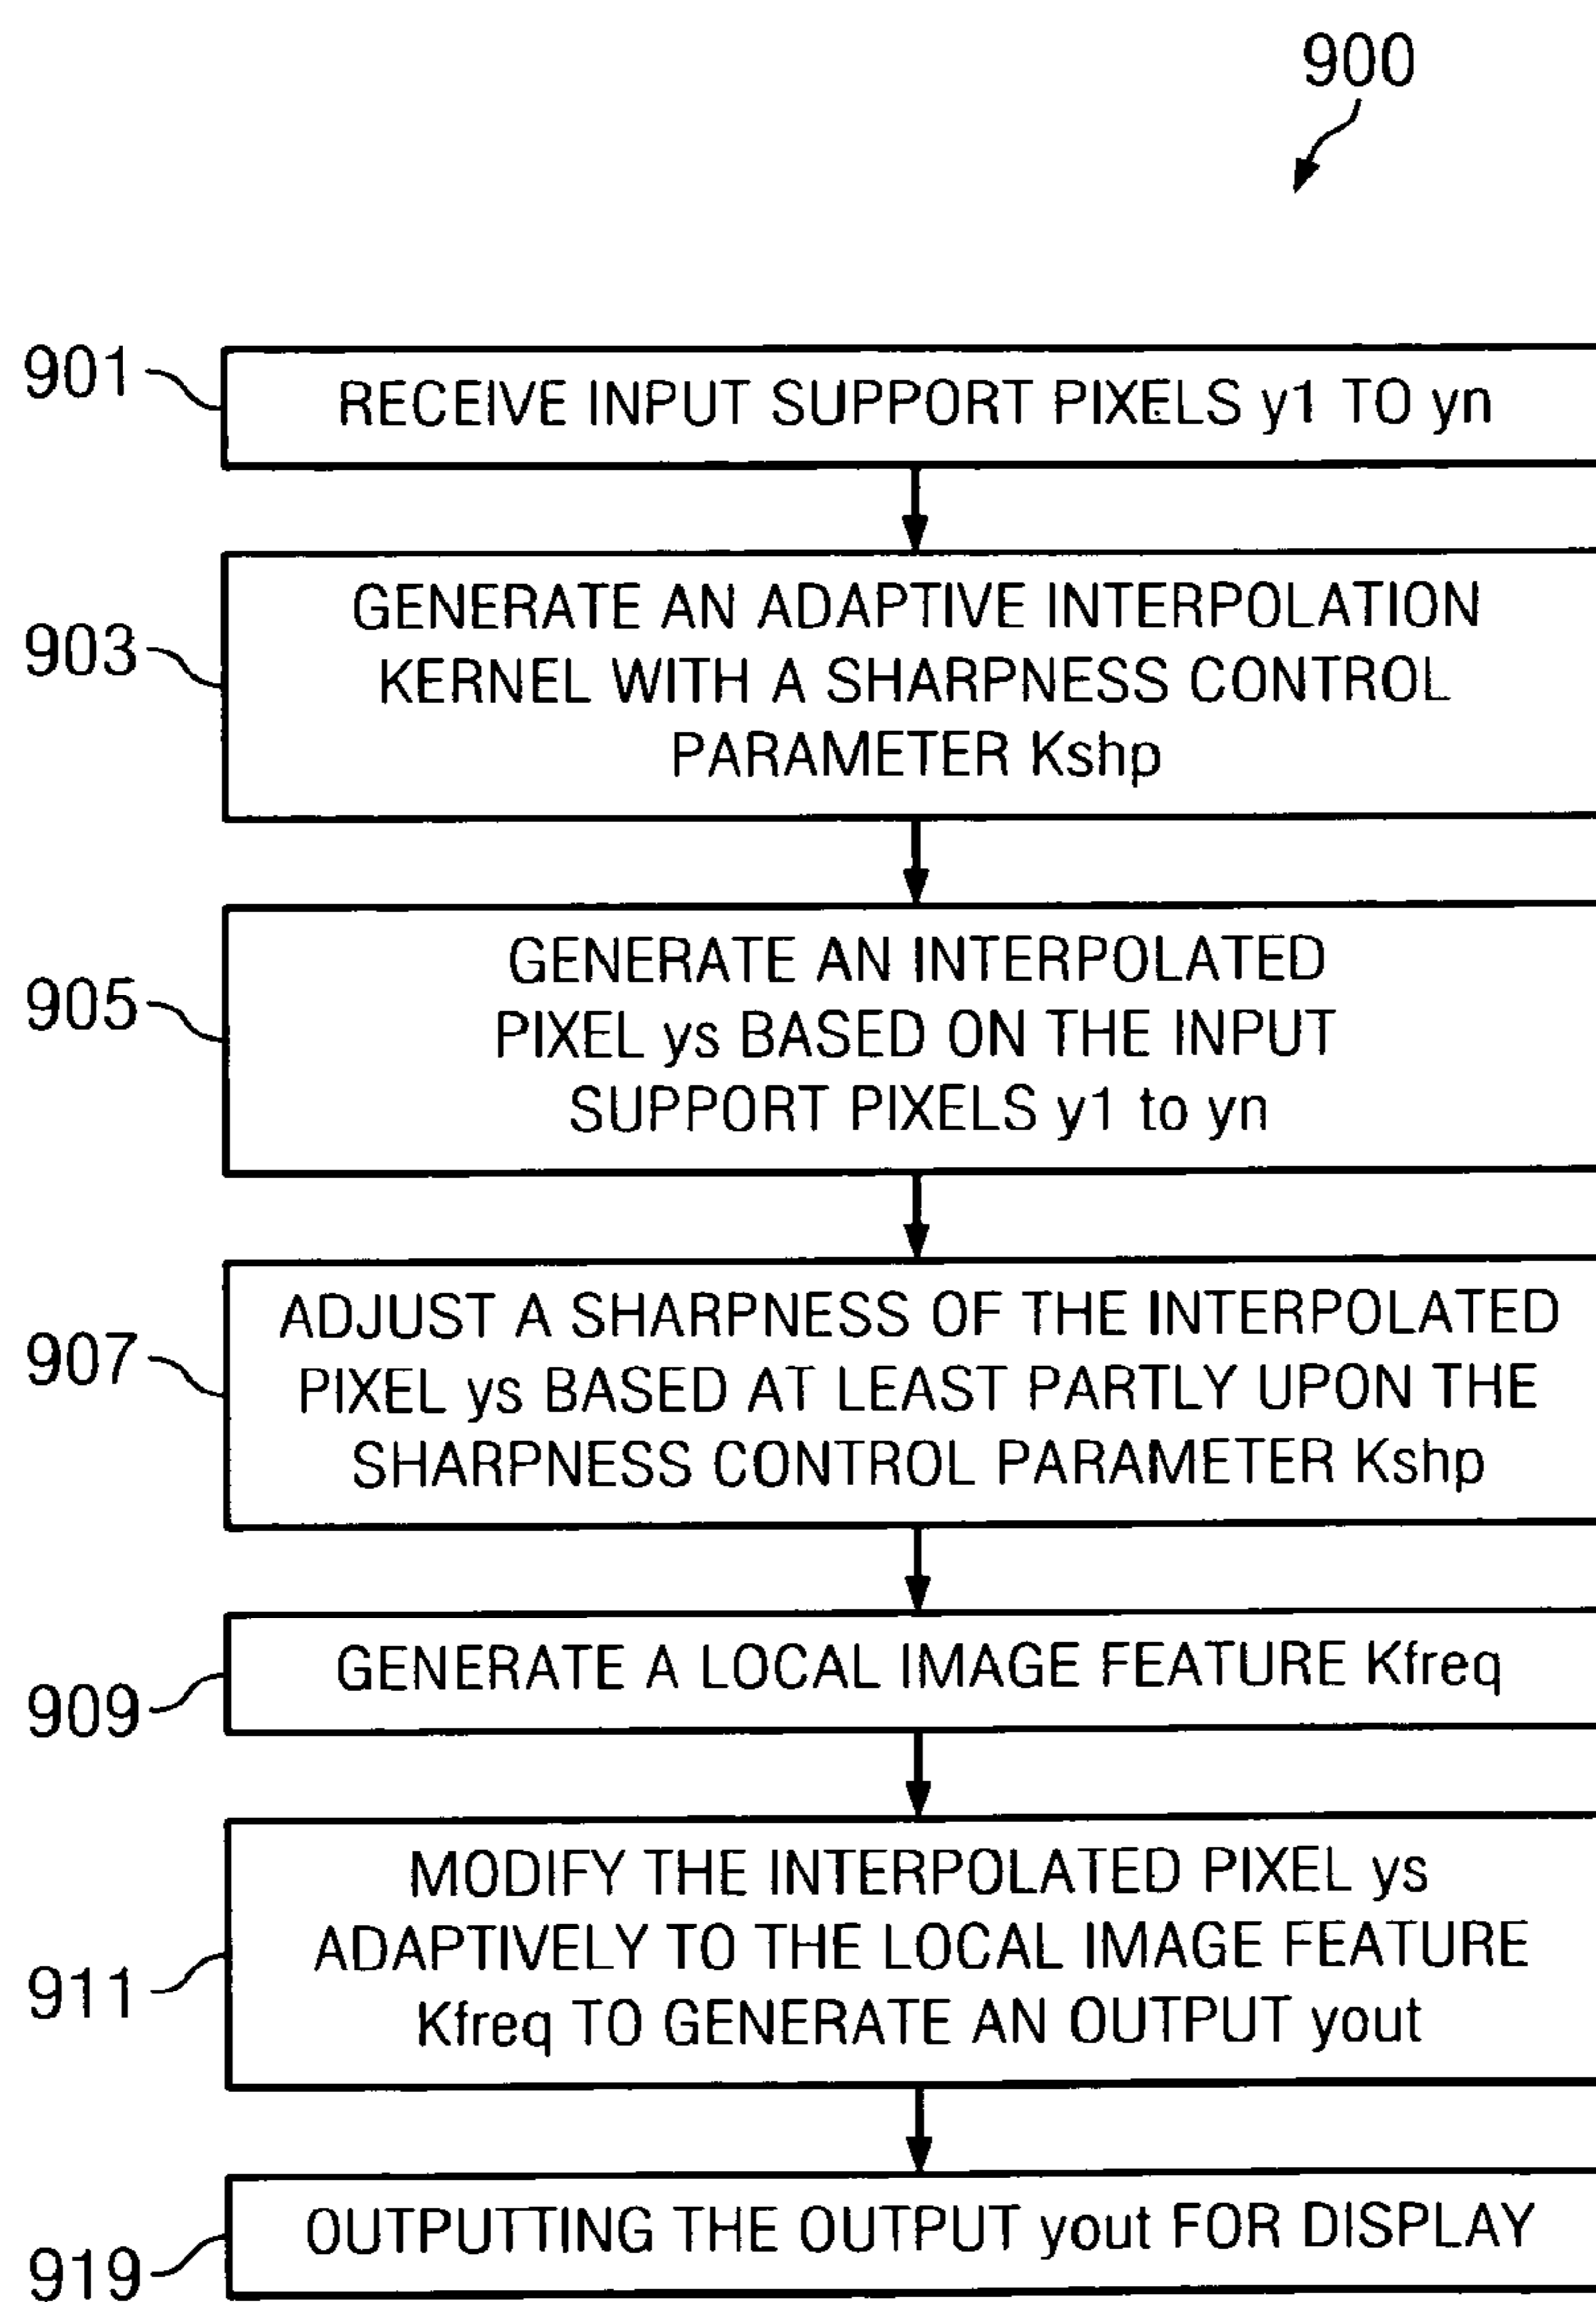 900
901
RECEIVE INPUT SUPPORT PIXELS y1 TO yn
903
GENERATE AN ADAPTIVE INTERPOLATION
KERNEL WITH A SHARPNESS CONTROL
PARAMETER Kshp
905
GENERATE AN INTERPOLATED
PIXEL ys BASED ON THE INPUT
SUPPORT PIXELS y1 to yn
907
ADJUST A SHARPNESS OF THE INTERPOLATED
PIXEL ys BASED AT LEAST PARTLY UPON THE
SHARPNESS CONTROL PARAMETER Kshp
909
GENERATE A LOCAL IMAGE FEATURE Kfreq
911
MODIFY THE INTERPOLATED PIXEL ys
ADAPTIVELY TO THE LOCAL IMAGE FEATURE
Kfreq TO GENERATE AN OUTPUT yout
919
OUTPUTTING THE OUTPUT yout FOR DISPLAY